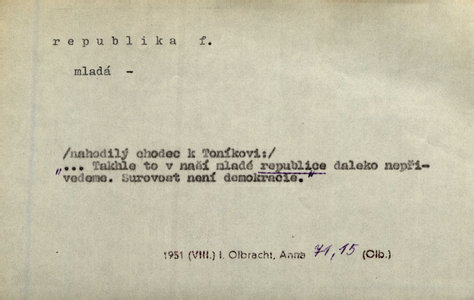 republika f.
mladá -
/nahodilý chodec k Toníkovi:/
"... Takhle to v naší mladé republice daleko nepři-
vedeme. Surovost není demokracie."
1951 (VIII.) I. Olbracht, Anna 71,15 (Olb.)